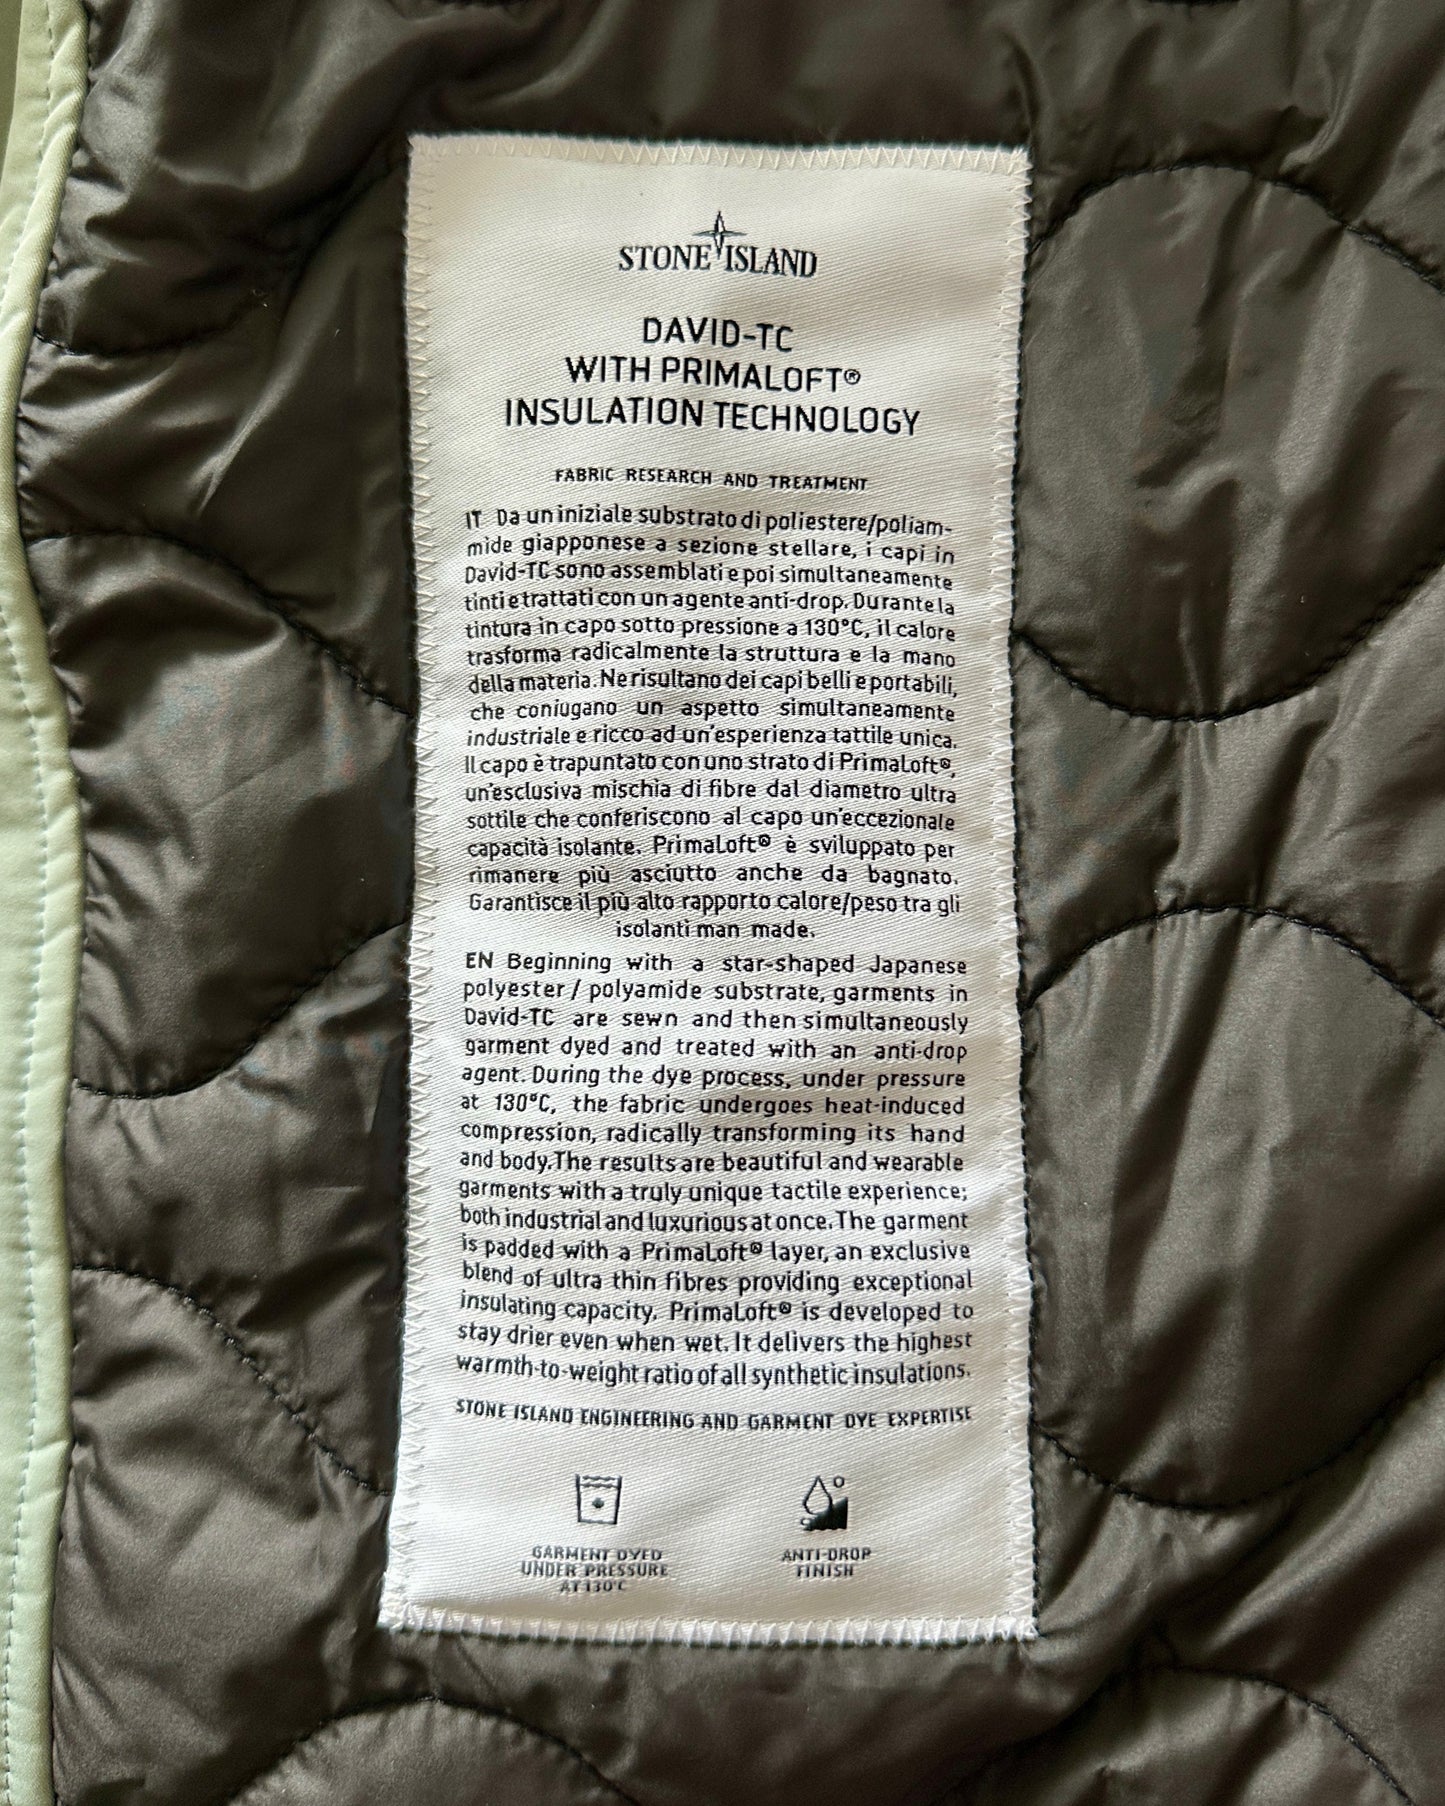 STONE ISLAND
DAVID-TC
WITH PRIMALOFT®
INSULATION TECHNOLOGY
FABRIC RESEARCH AND TREATMENT
IT Da un iniziale substrato di poliestere/poliam-
mide giapponese a sezione stellare, i capi in
David-TC sono assemblati e poi simultaneamente
tinti e trattati con un agente anti-drop. Durante la
tintura in capo sotto pressione a 130°C, il calore
trasforma radicalmente la struttura e la mano
della materia. Ne risultano dei capi belli e portabili,
che coniugano un aspetto simultaneamente
industriale e ricco ad un'esperienza tattile unica.
Il capo è trapuntato con uno strato di PrimaLoft®,
un'esclusiva mischia di fibre dal diametro ultra
sottile che conferiscono al capo un'eccezionale
capacità isolante. PrimaLoft® è sviluppato per
rimanere più asciutto anche da bagnato.
Garantisce il più alto rapporto calore/peso tra gli
isolanti man made.
EN Beginning with a star-shaped Japanese
polyester / polyamide substrate, garments in
David-TC are sewn and then simultaneously
garment dyed and treated with an anti-drop
agent. During the dye process, under pressure
at 130°C, the fabric undergoes heat-induced
compression, radically transforming its hand
and body. The results are beautiful and wearable
garments with a truly unique tactile experience;
both industrial and luxurious at once. The garment
is padded with a PrimaLoft® layer, an exclusive
blend of ultra thin fibres providing exceptional
insulating capacity. PrimaLoft® is developed to
stay drier even when wet. It delivers the highest
warmth-to-weight ratio of all synthetic insulations.
STONE ISLAND ENGINEERING AND GARMENT DYE EXPERTISE
GARMENT DYED
UNDER PRESSURE
AT 130°C
ANTI-DROP
FINISH